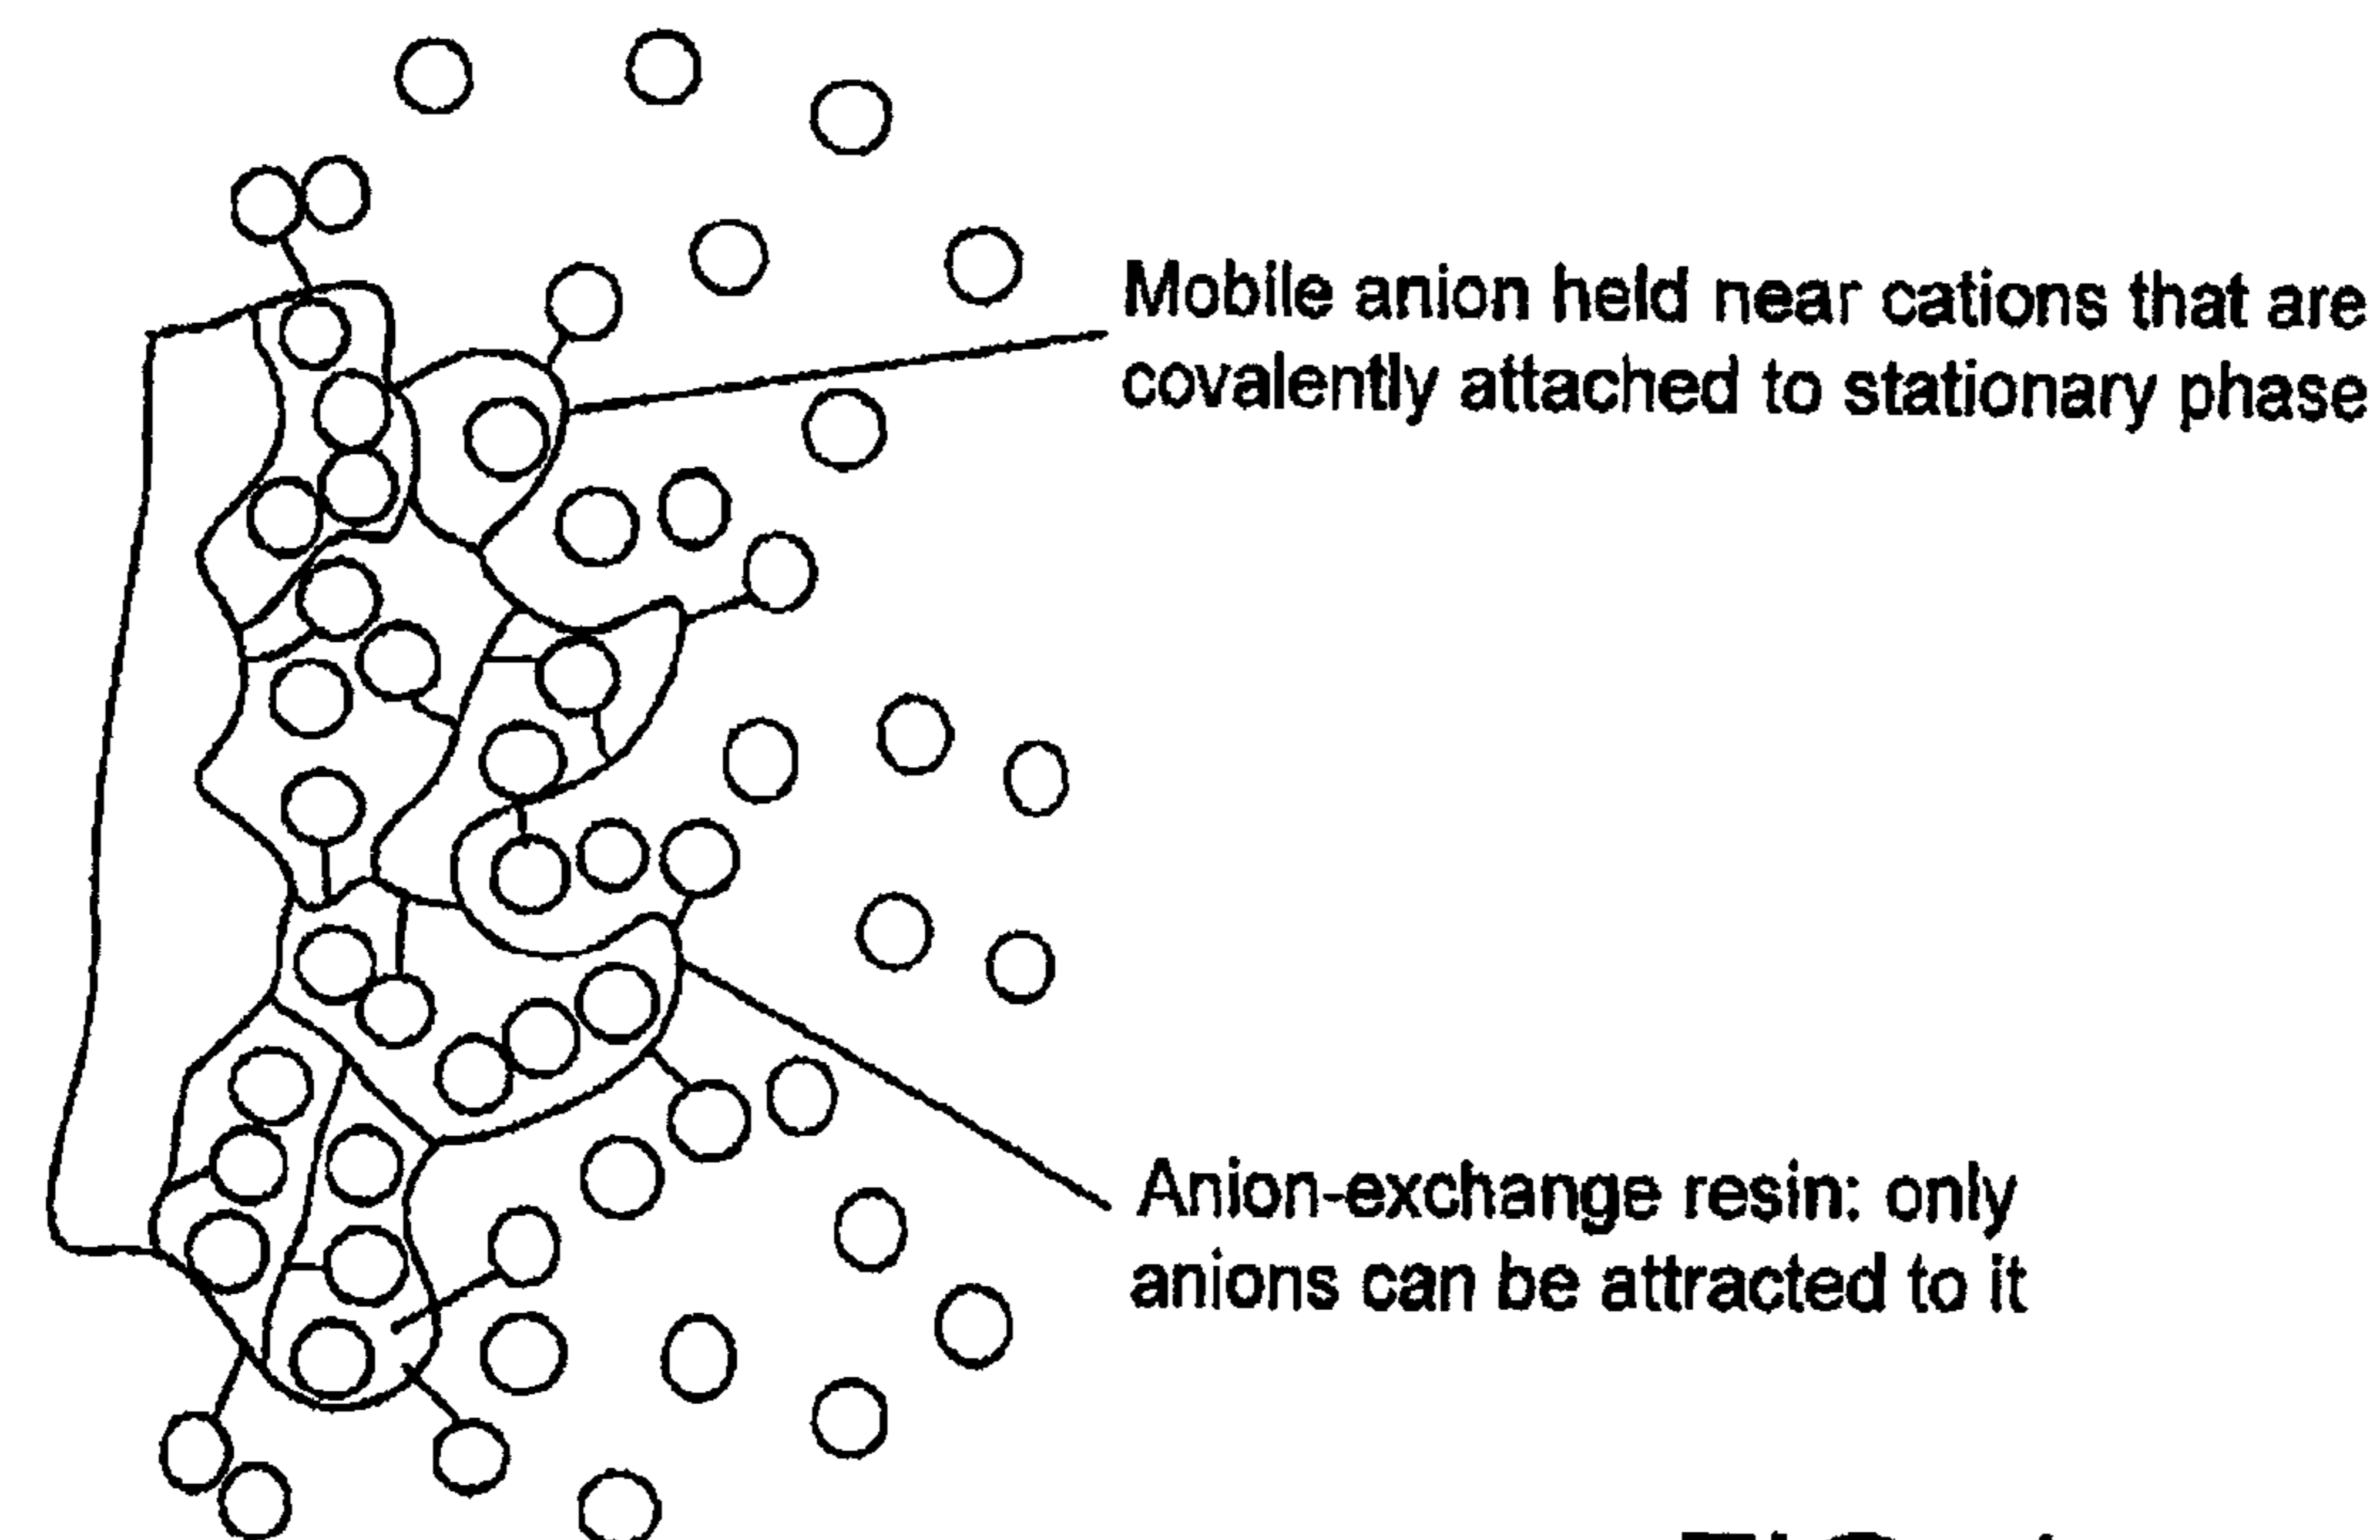 Mobile anion held near cations that are
covalently attached to stationary phase
Anion-exchange resin: only
anions can be attracted to it